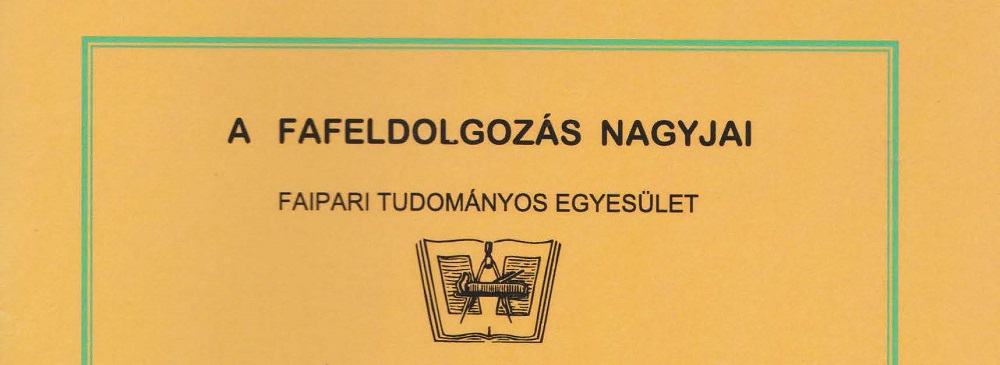 A FAFELDOLGOZÁS NAGYJAI
FAIPARI TUDOMÁNYOS EGYESÜLET